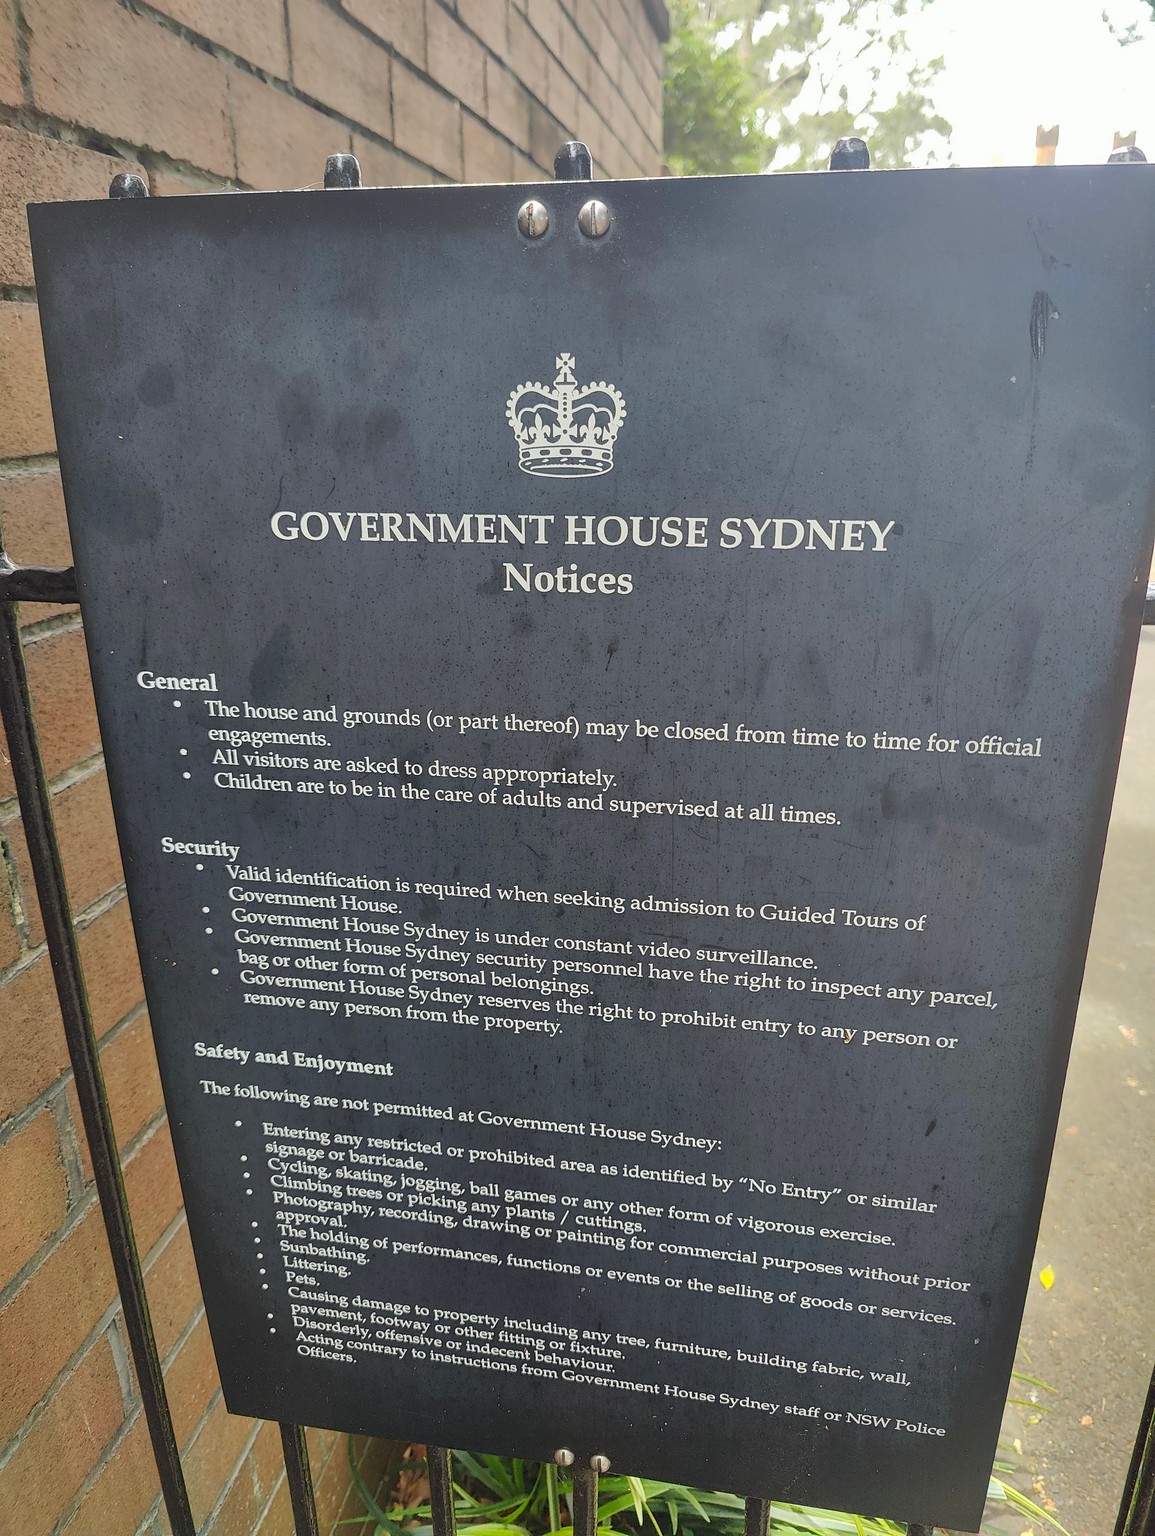 GOVERNMENT HOUSE SYDNEY
Notices
General
• The house and grounds (or part thereof) may be closed from time to time for official
engagements.
• All visitors are asked to dress appropriately.
• Children are to be in the care of adults and supervised at all times.
Security
• Valid identification is required when seeking admission to Guided Tours of
Government House.
• Government House Sydney is under constant video surveillance.
• Government House Sydney security personnel have the right to inspect any parcel,
bag or other form of personal belongings.
• Government House Sydney reserves the right to prohibit entry to any person or
remove any person from the property.
Safety and Enjoyment
The following are not permitted at Government House Sydney:
• Entering any restricted or prohibited area as identified by “No Entry” or similar
signage or barricade.
• Cycling, skating, jogging, ball games or any other form of vigorous exercise.
• Climbing trees or picking any plants / cuttings.
• Photography, recording, drawing or painting for commercial purposes without prior
approval.
• The holding of performances, functions or events or the selling of goods or services.
• Sunbathing.
• Littering.
• Pets.
• Causing damage to property including any tree, furniture, building fabric, wall,
pavement, footway or other fitting or fixture.
• Disorderly, offensive or indecent behaviour.
• Acting contrary to instructions from Government House Sydney staff or NSW Police
Officers.